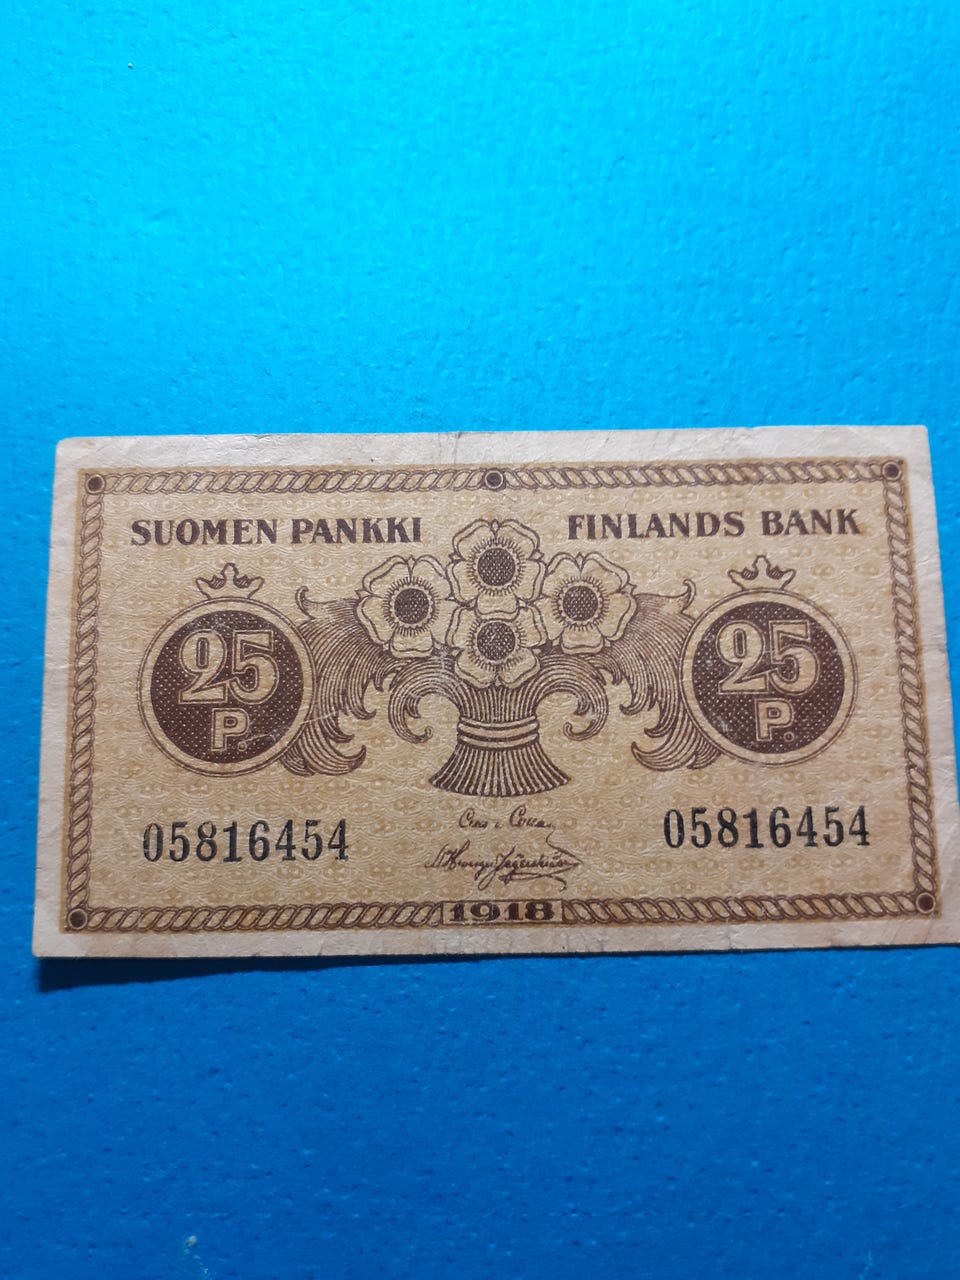 SUOMEN PANKKI FINLANDS BANK
25 25
P. P.
05816454 05816454
1918